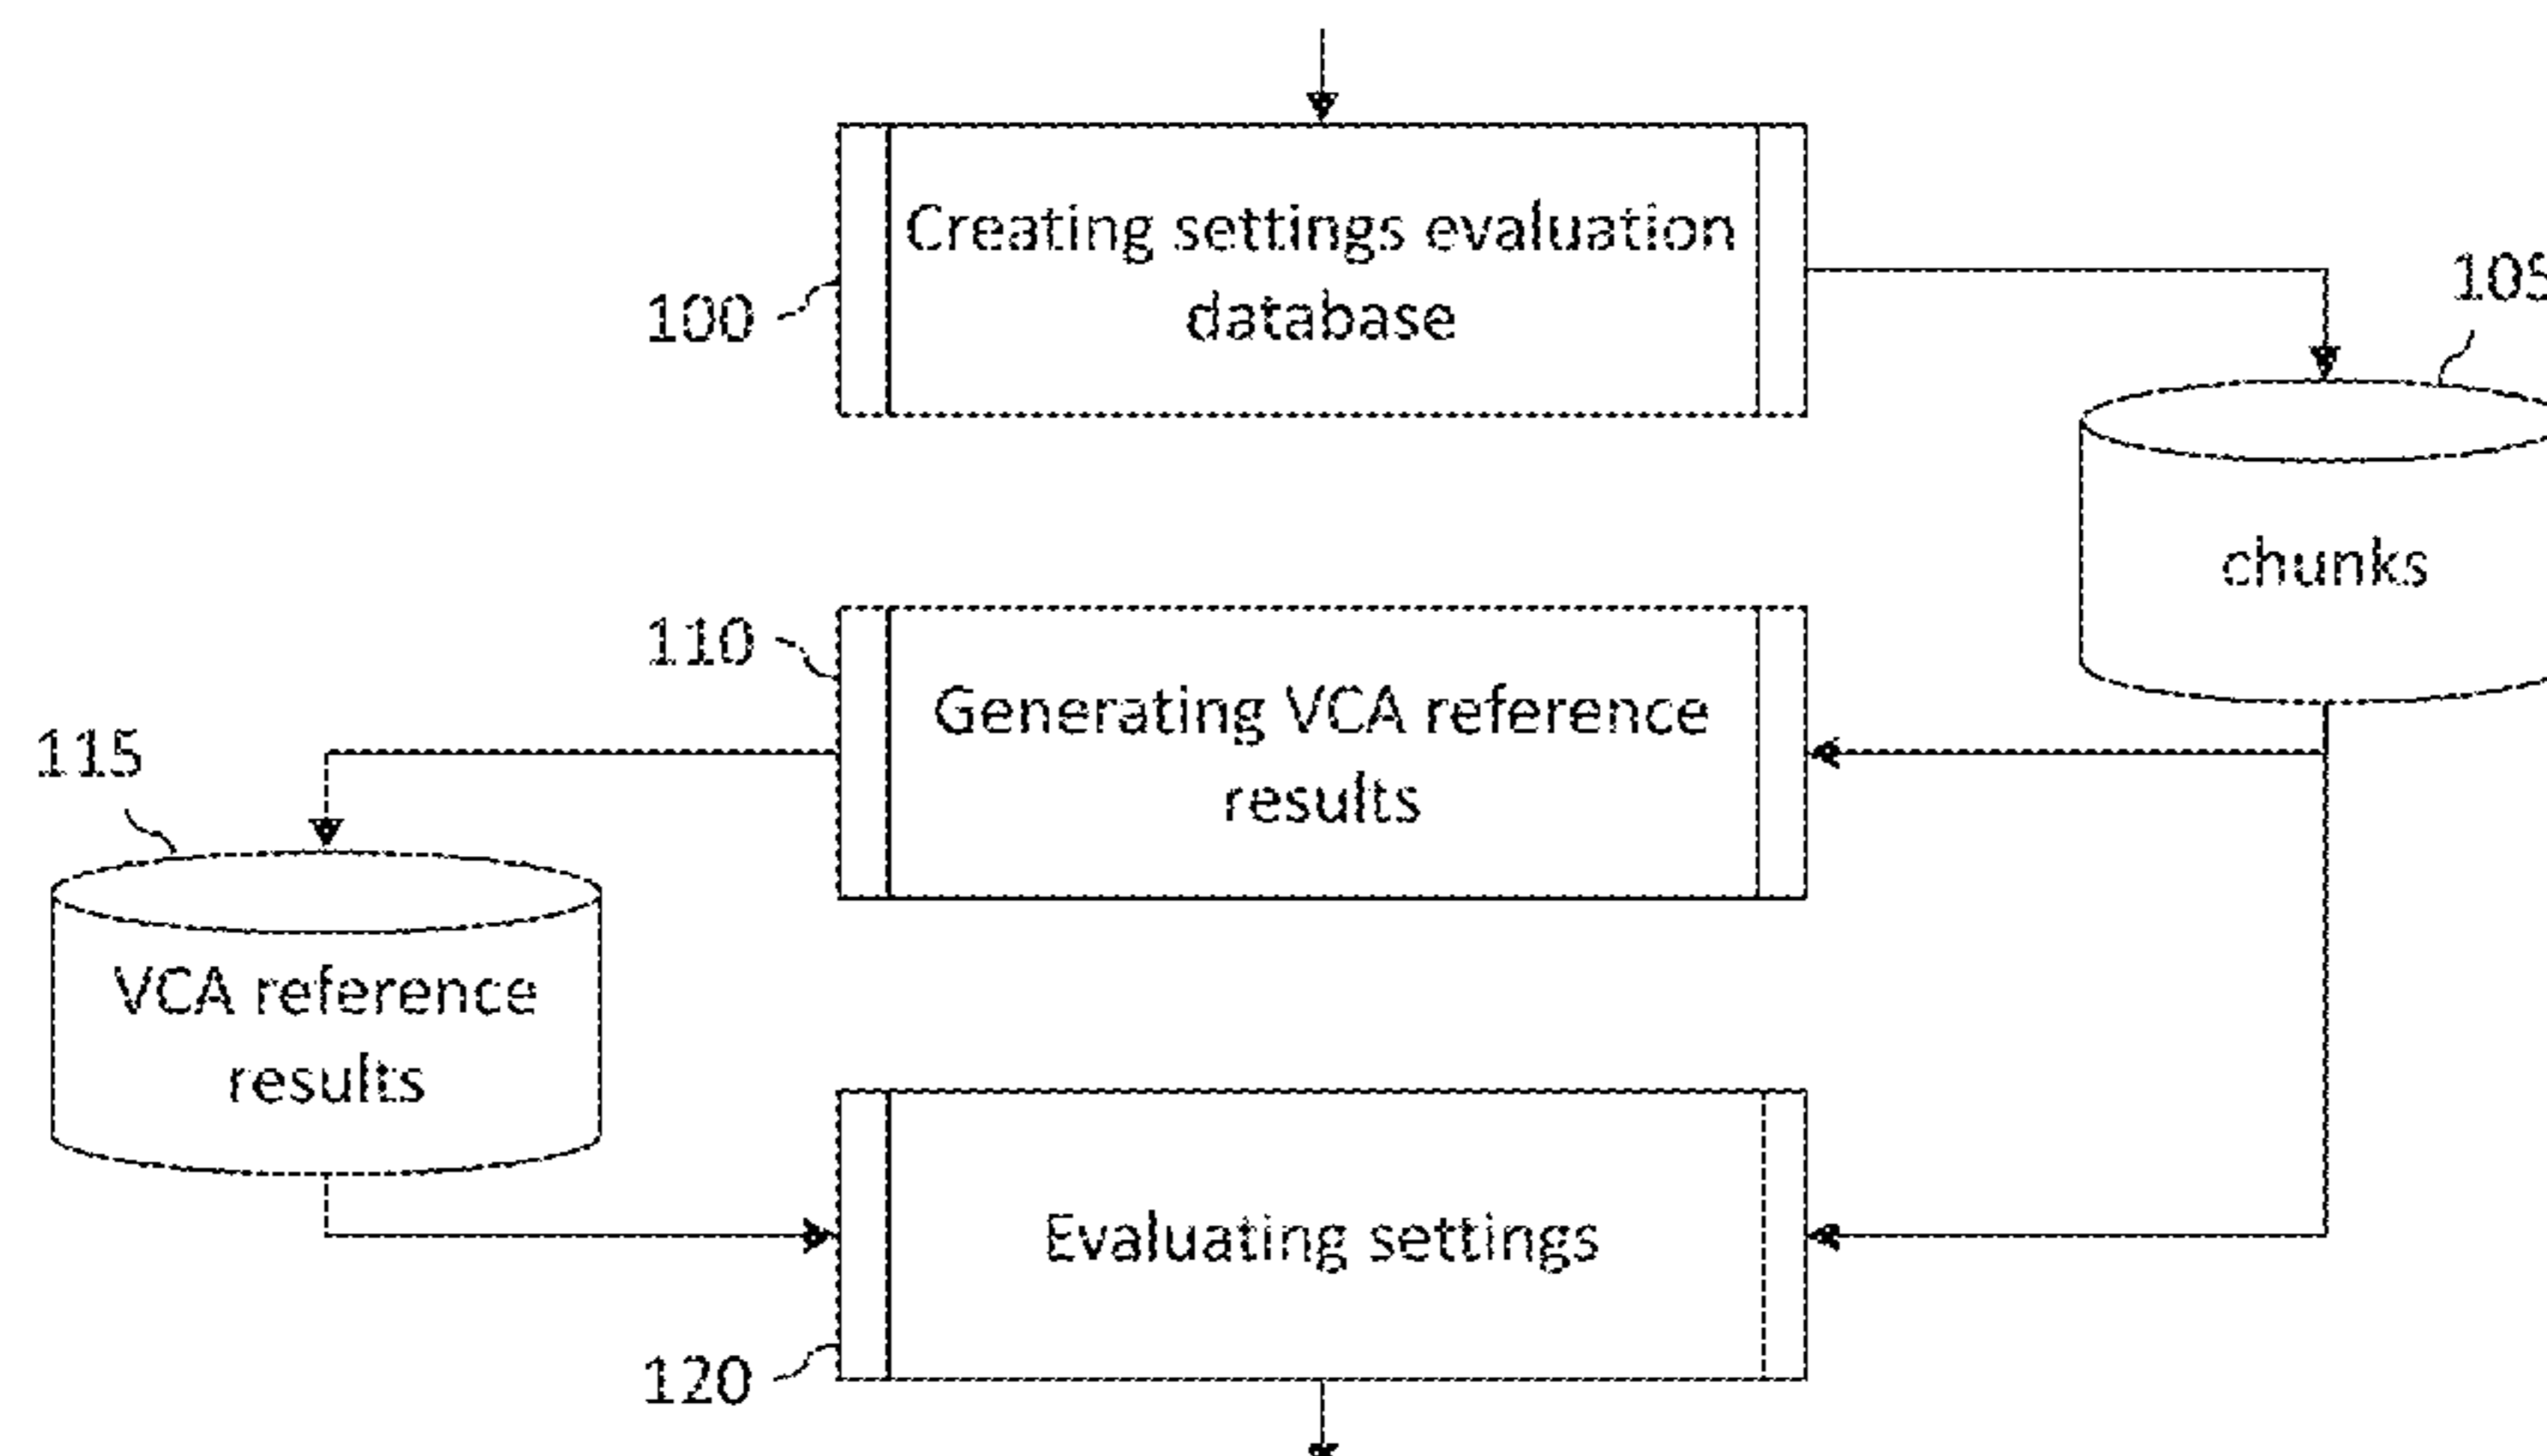 Creating settings evaluation
database
100
105
chunks
110
Generating VCA reference
results
115
VCA reference
results
Evaluating settings
120